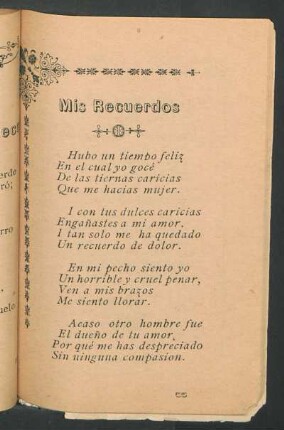 Mis Recuerdos
Hubo un tiempo feliz
En el cual yo gocé
De las tiernas caricias
Que me hacias mujer.
I con tus dulces caricias
Engañastes a mi amor.
I tan solo me ha quedado
Un recuerdo de dolor.
En mi pecho siento yo
Un horrible y cruel penar,
Ven a mis brazos
Me siento llorar.
Acaso otro hombre fue
El dueño de tu amor
Por qué me has despreciado
Sin ninguna compasion.
55